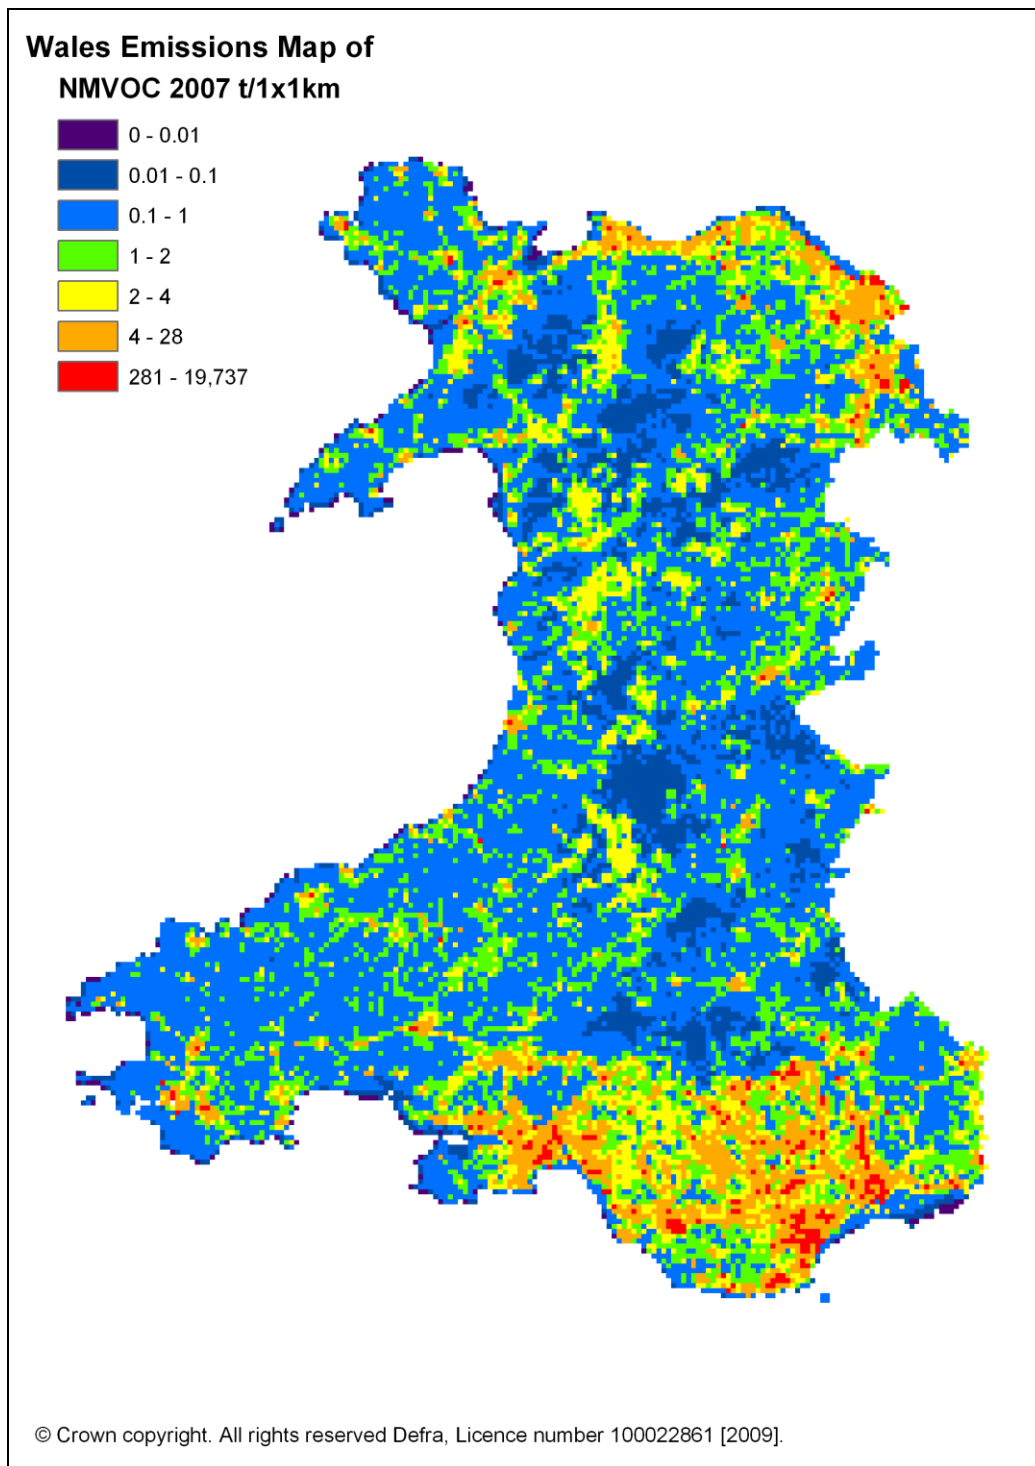 Wales Emissions Map of
NMVOC 2007 t/1x1km
0 - 0.01
0.01 - 0.1
0.1 - 1
1 - 2
2 - 4
4 - 28
281 - 19,737
© Crown copyright. All rights reserved Defra, Licence number 100022861 [2009].